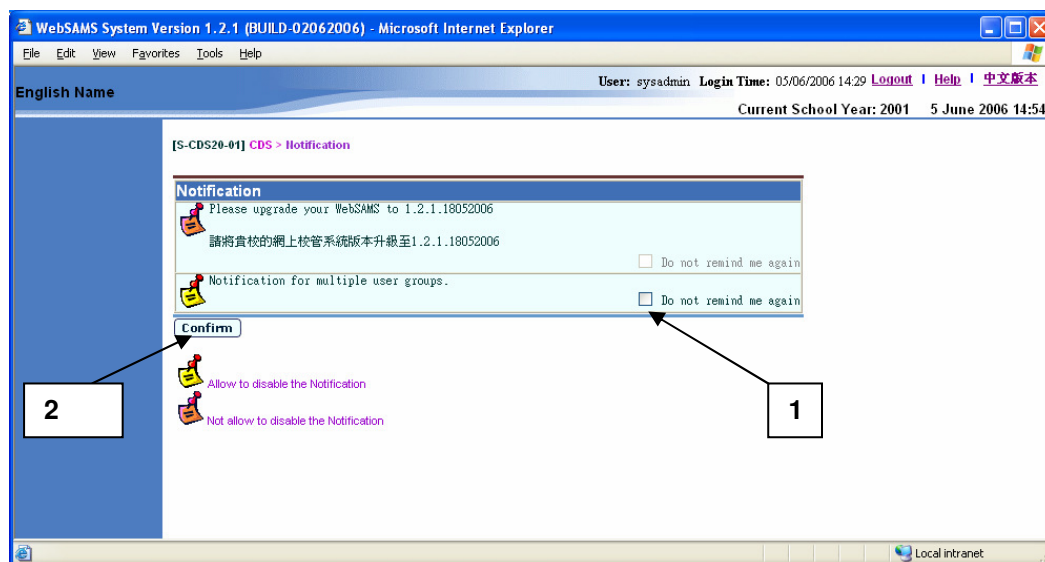 WebSAMS System Version 1.2.1 (BUILD-02062006) - Microsoft Internet Explorer
File Edit View Favorites Tools Help
English Name
User: sysadmin Login Time: 05/06/2006 14:29 Logout | Help | 中文版本
Current School Year: 2001 5 June 2006 14:54
[S-CDS20-01] CDS > Notification
Notification
Please upgrade your WebSAMS to 1.2.1.18052006
請將貴校的網上校管系統版本升級至1.2.1.18052006
Do not remind me again
Notification for multiple user groups.
Do not remind me again
Confirm
Allow to disable the Notification
Not allow to disable the Notification
2
1
Local intranet